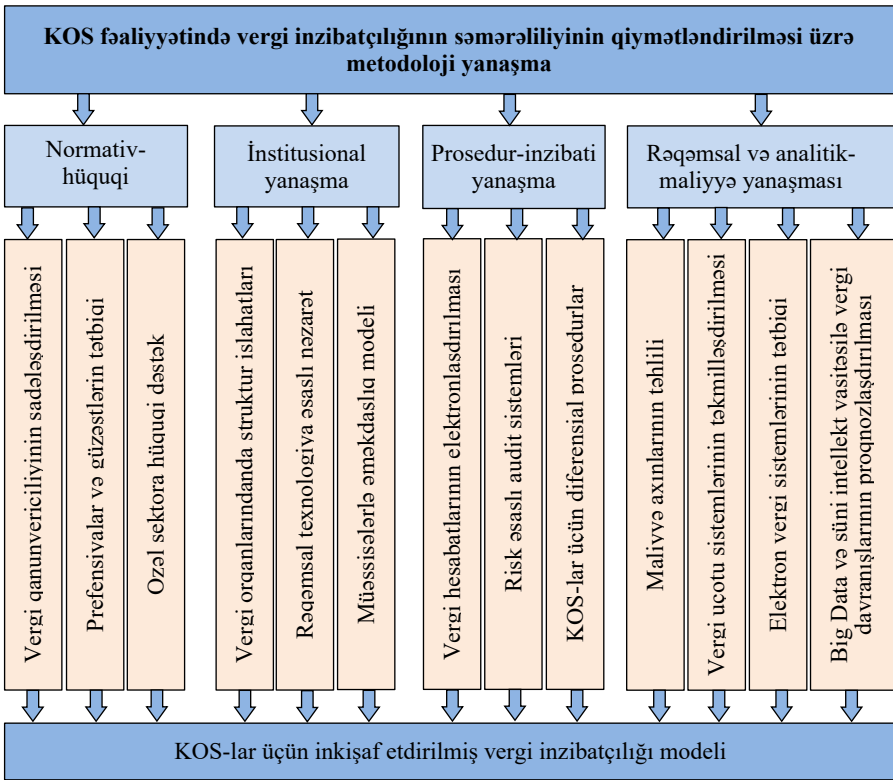 KOS fəaliyyətində vergi inzibatçılığının səmərəliliyinin qiymətləndirilməsi üzrə
metodoloji yanaşma
Normativ-
hüquqi
İnstitusional
yanaşma
Prosedur-inzibati
yanaşma
Rəqəmsal və analitik-
maliyyə yanaşması
Vergi qanunvericiliyinin sadələşdirilməsi
Prefensivalar və güzəştlərin tətbiqi
Ozəl sektora hüquqi dəstək
Vergi orqanlarındanda struktur islahatları
Rəqəmsal texnologiya əsaslı nəzarət
Müəssisələrlə əməkdaşlıq modeli
Vergi hesabatlarının elektronlaşdırılması
Risk əsaslı audit sistemləri
KOS-lar üçün diferensial prosedurlar
Maliyyə axınlarının təhlili
Vergi uçotu sistemlərinin təkmilləşdirilməsi
Elektron vergi sistemlərinin tətbiqi
Big Data və süni intellekt vasitəsilə vergi
davranışlarının proqnozlaşdırılması
KOS-lar üçün inkişaf etdirilmiş vergi inzibatçılığı modeli